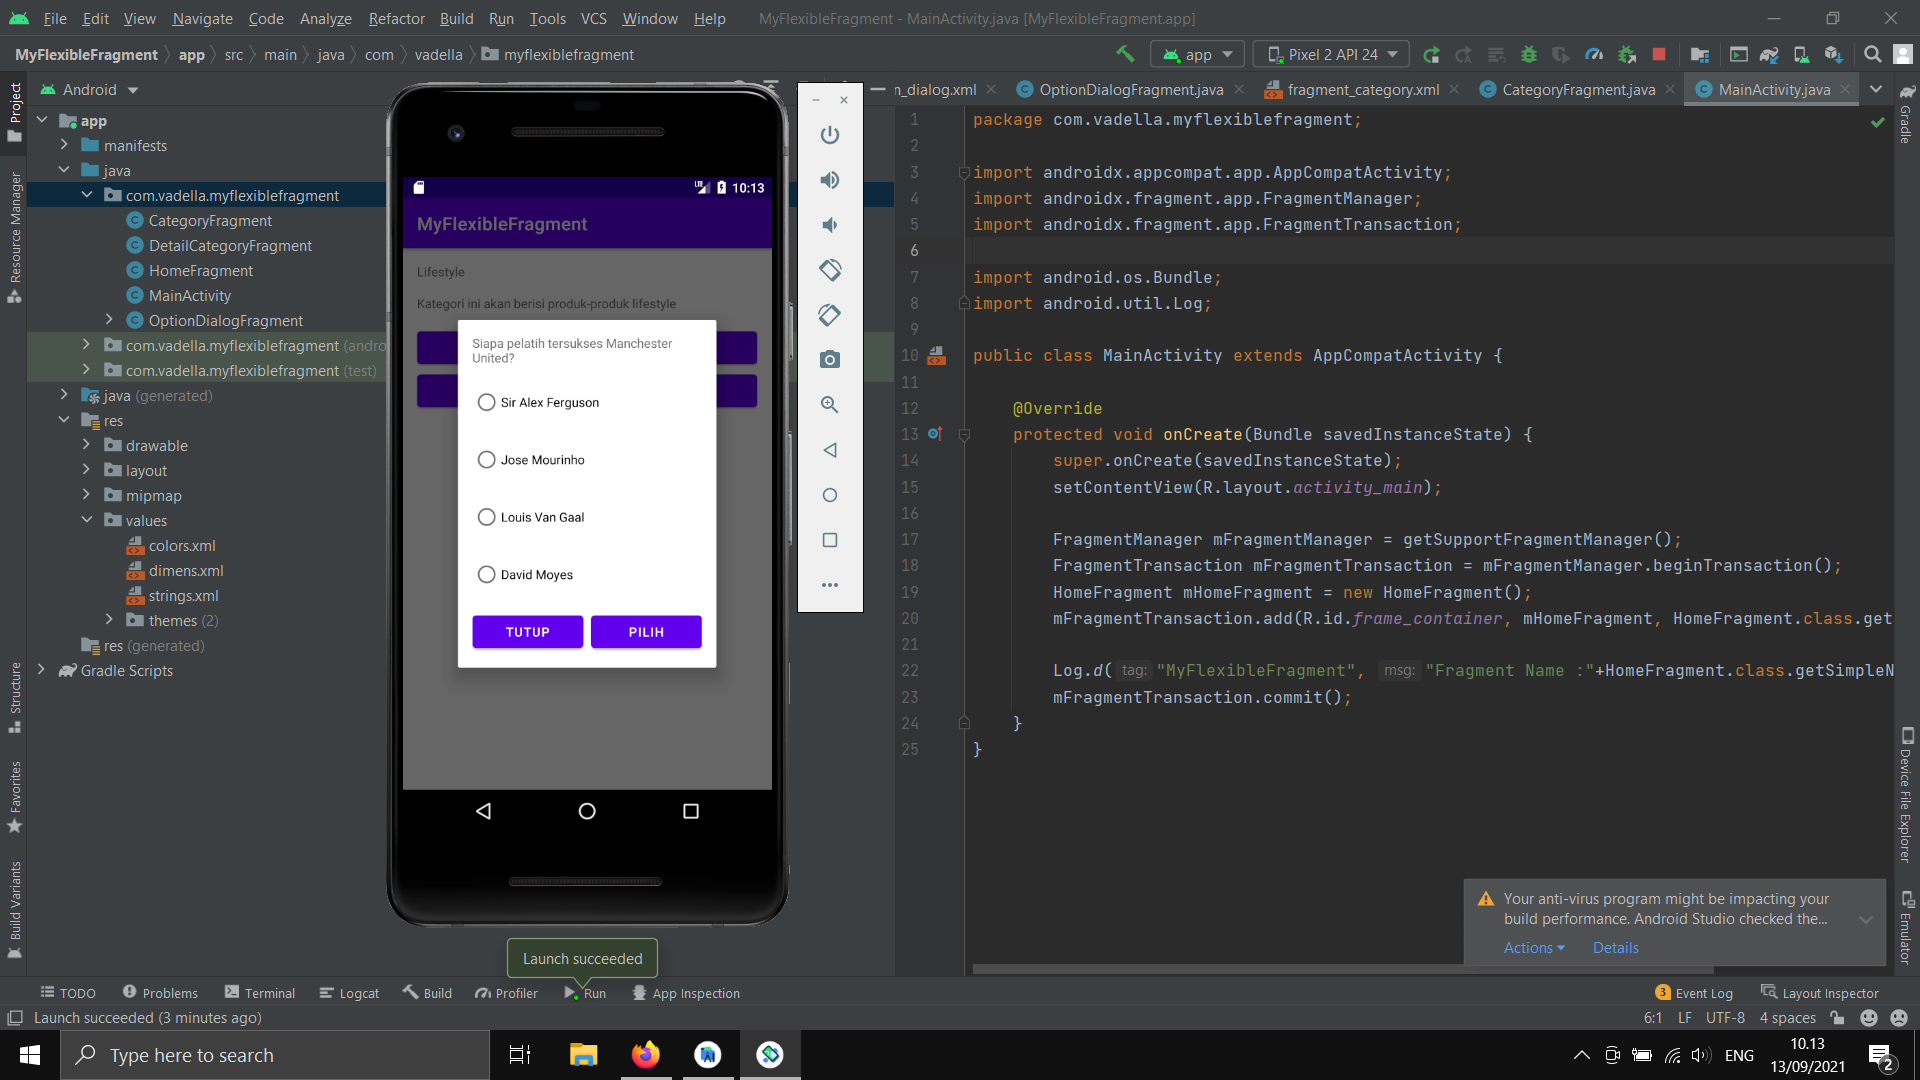 File Edit View Navigate Code Analyze Refactor Build Run Tools VCS Window Help MyFlexibleFragment - MainActivity.java [MyFlexibleFragment.app]
MyFlexibleFragment app src main java com vadella myflexiblefragment
app Pixel 2 API 24
Android
n_dialog.xml OptionDialogFragment.java fragment_category.xml CategoryFragment.java MainActivity.java
Project
Resource Manager
Structure
Favorites
Build Variants
app
manifests
java
com.vadella.myflexiblefragment
CategoryFragment
DetailCategoryFragment
HomeFragment
MainActivity
OptionDialogFragment
com.vadella.myflexiblefragment (andro
com.vadella.myflexiblefragment (test)
java (generated)
res
drawable
layout
mipmap
values
colors.xml
dimens.xml
strings.xml
themes (2)
res (generated)
Gradle Scripts
LTE 10:13
MyFlexibleFragment
Lifestyle
Kategori ini akan berisi produk-produk lifestyle
Siapa pelatih tersukses Manchester
United?
Sir Alex Ferguson
Jose Mourinho
Louis Van Gaal
David Moyes
TUTUP PILIH
Launch succeeded
1 package com.vadella.myflexiblefragment;
2
3 import androidx.appcompat.app.AppCompatActivity;
4 import androidx.fragment.app.FragmentManager;
5 import androidx.fragment.app.FragmentTransaction;
6
7 import android.os.Bundle;
8 import android.util.Log;
9
10 public class MainActivity extends AppCompatActivity {
11
12 @Override
13 protected void onCreate(Bundle savedInstanceState) {
14 super.onCreate(savedInstanceState);
15 setContentView(R.layout.activity_main);
16
17 FragmentManager mFragmentManager = getSupportFragmentManager();
18 FragmentTransaction mFragmentTransaction = mFragmentManager.beginTransaction();
19 HomeFragment mHomeFragment = new HomeFragment();
20 mFragmentTransaction.add(R.id.frame_container, mHomeFragment, HomeFragment.class.get
21
22 Log.d( tag: "MyFlexibleFragment", msg: "Fragment Name :"+HomeFragment.class.getSimpleN
23 mFragmentTransaction.commit();
24 }
25 }
Gradle
Device File Explorer
Emulator
Your anti-virus program might be impacting your
build performance. Android Studio checked the...
Actions Details
TODO Problems Terminal Logcat Build Profiler Run App Inspection 3 Event Log Layout Inspector
Launch succeeded (3 minutes ago) 6:1 LF UTF-8 4 spaces
Type here to search
ENG
10.13
13/09/2021
2